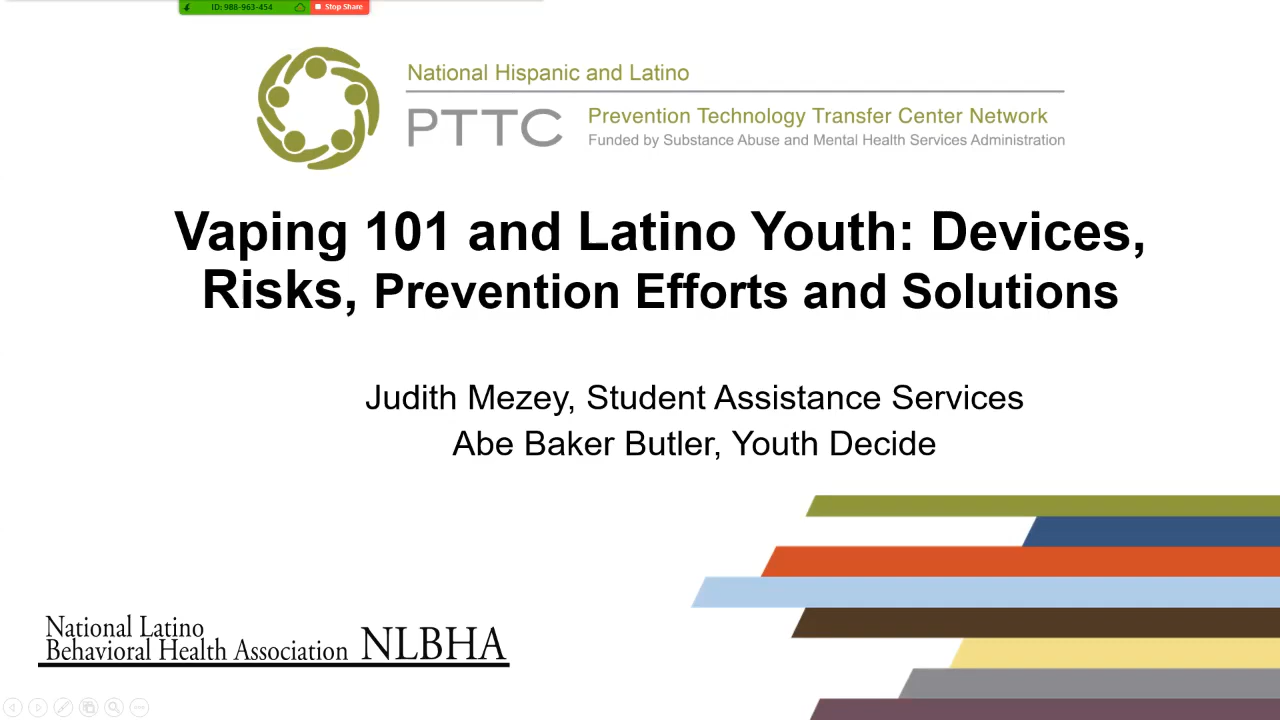 ID: 988-963-454 Stop Share
National Hispanic and Latino
PTTC
Prevention Technology Transfer Center Network
Funded by Substance Abuse and Mental Health Services Administration
Vaping 101 and Latino Youth: Devices,
Risks, Prevention Efforts and Solutions
Judith Mezey, Student Assistance Services
Abe Baker Butler, Youth Decide
National Latino
Behavioral Health Association NLBHA